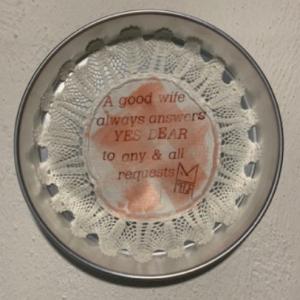 A good wife
always answers
YES DEAR
to any & all
requests